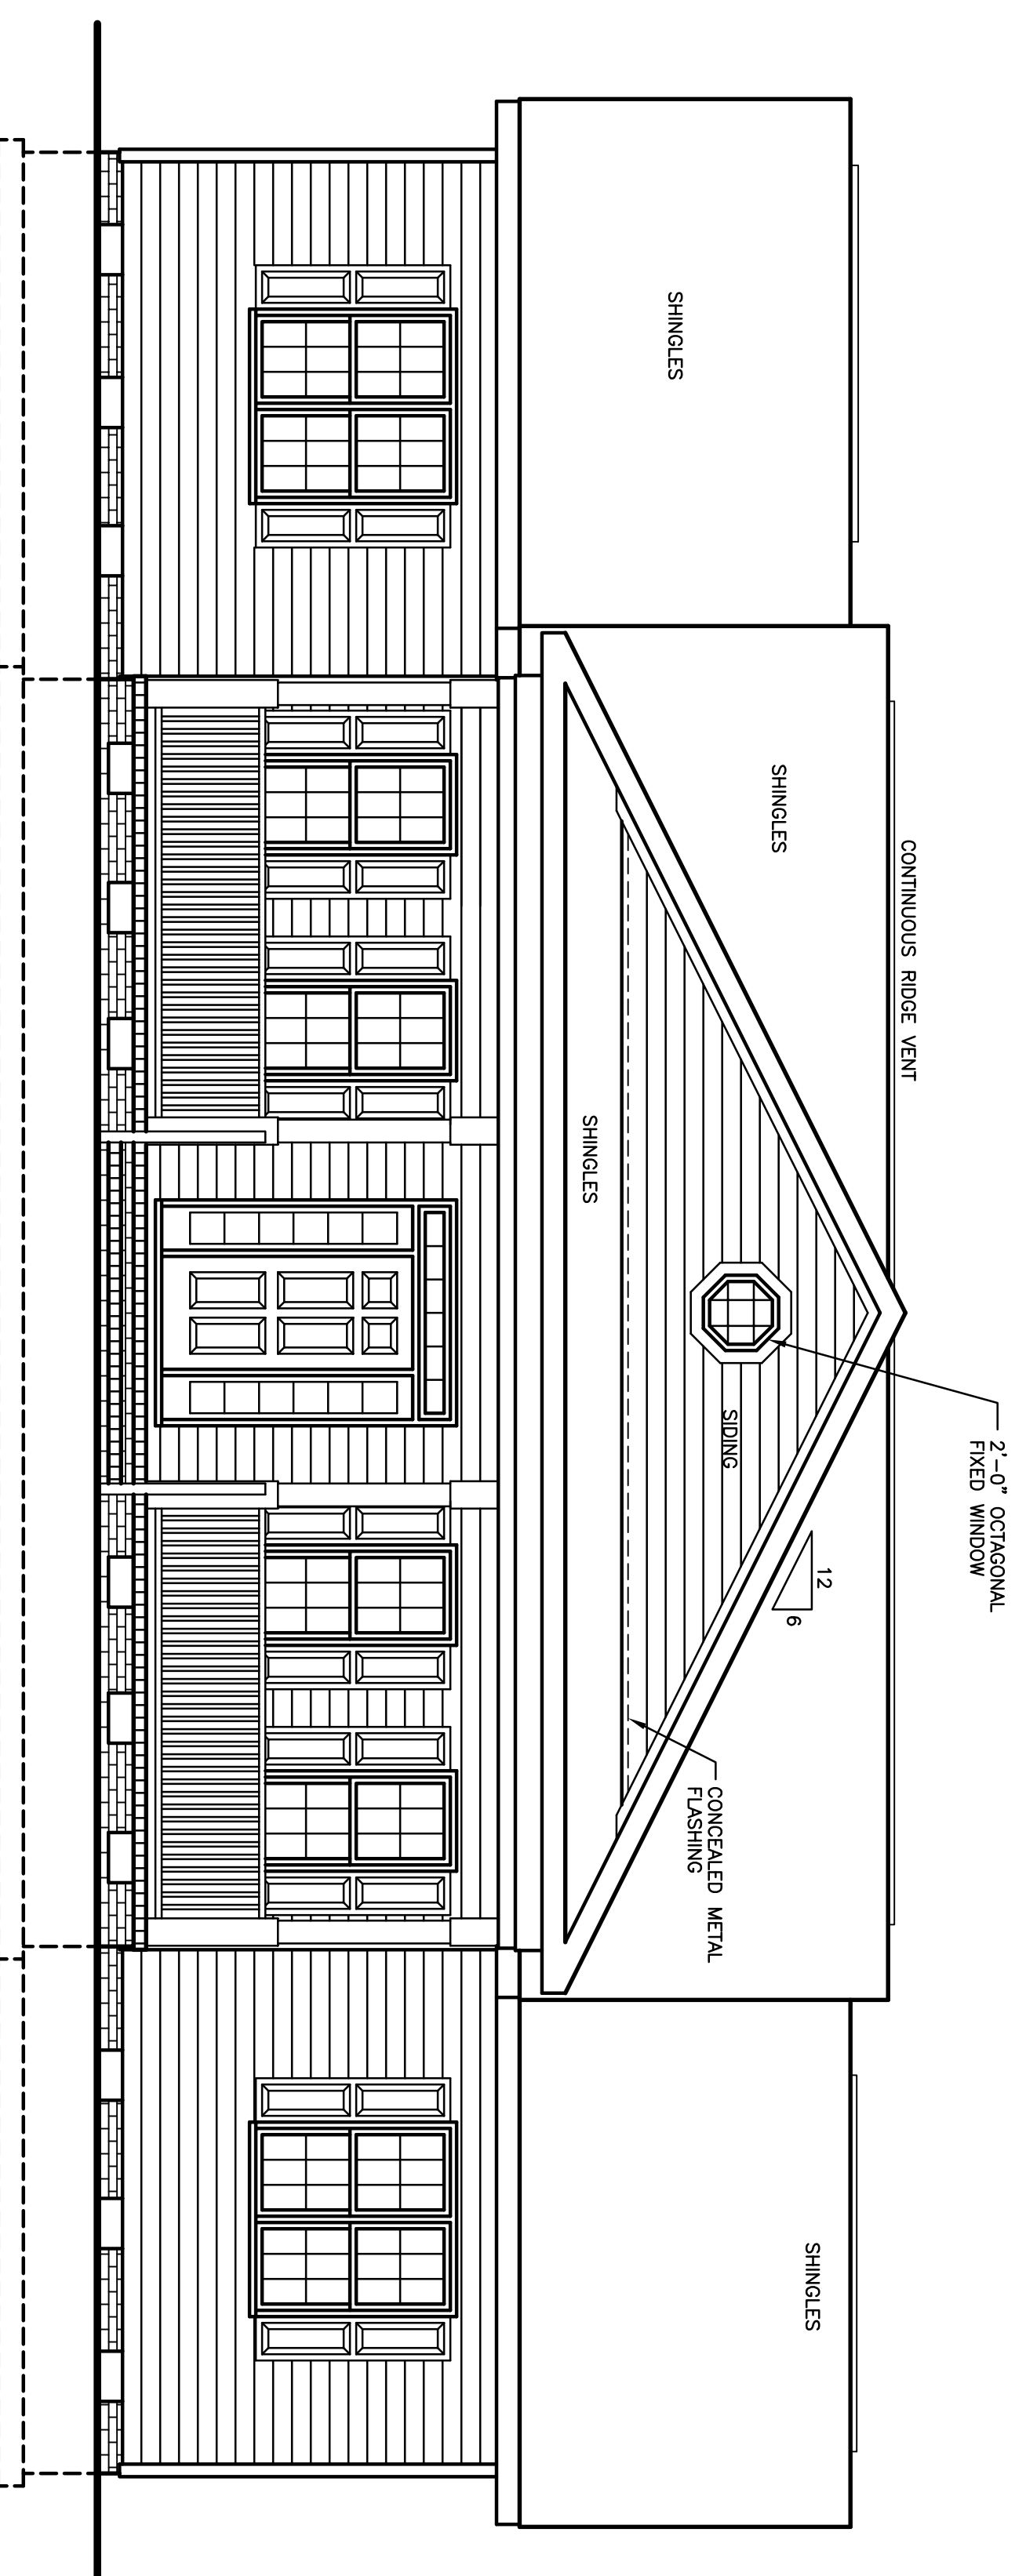 2'-0" OCTAGONAL
FIXED WINDOW
CONTINUOUS RIDGE VENT
SHINGLES
SHINGLES
12
6
SHINGLES
SIDING
CONCEALED METAL
FLASHING
SHINGLES